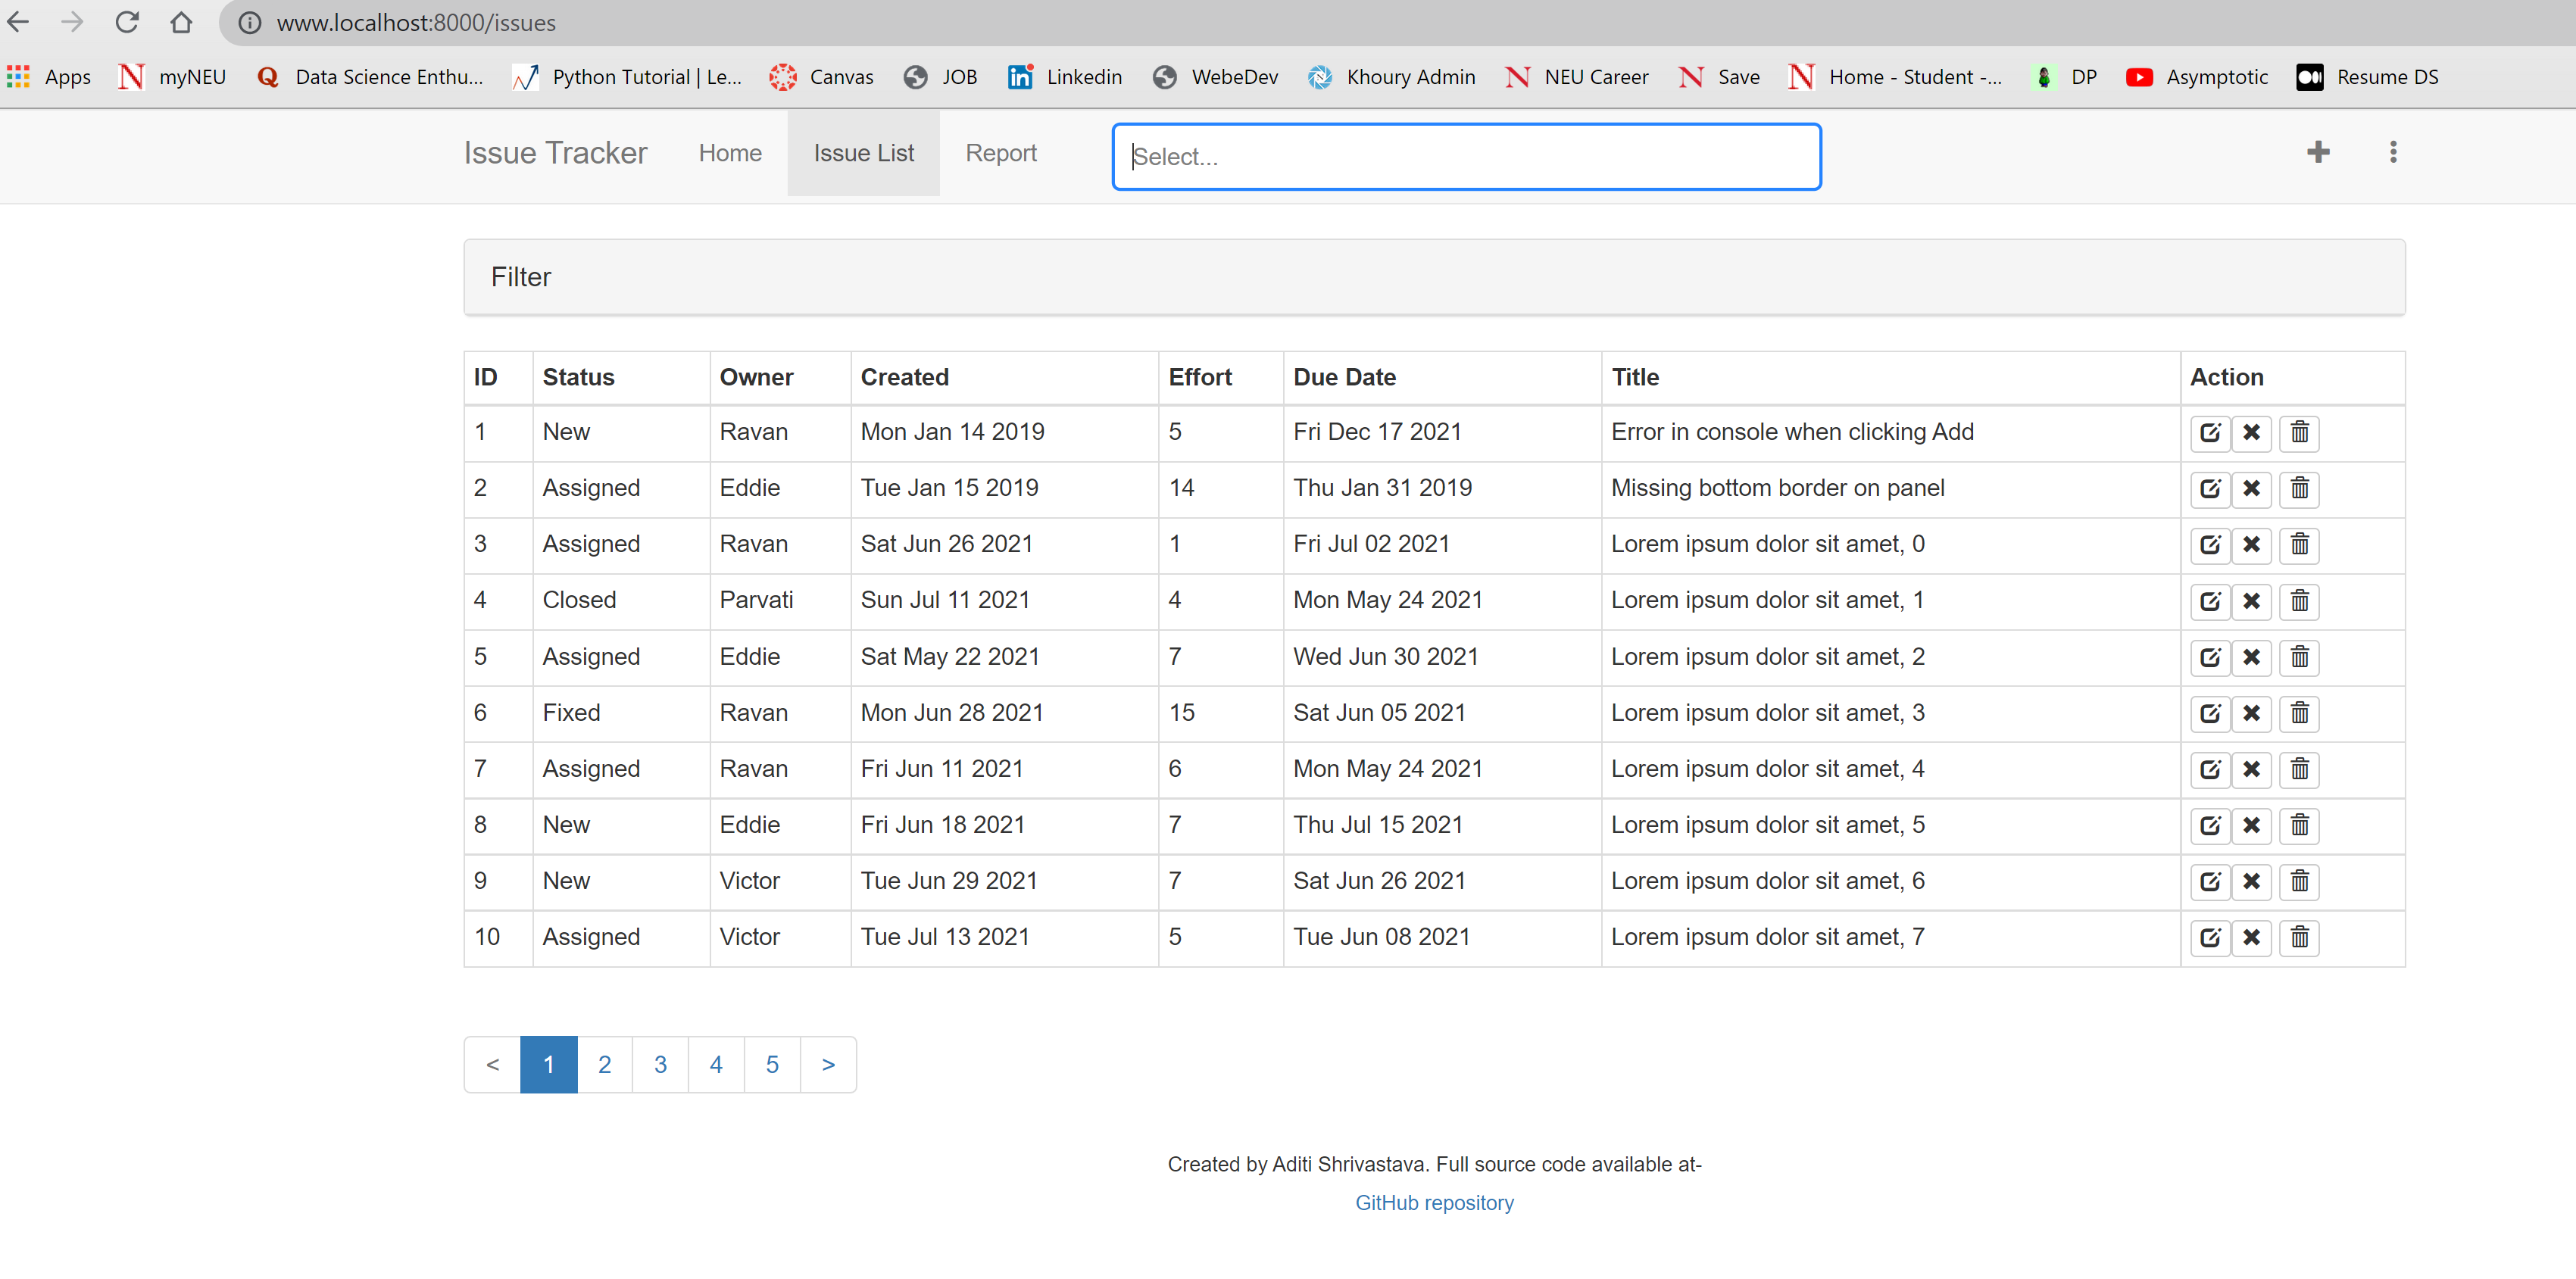 www.localhost:8000/issues
Apps myNEU Data Science Enthu... Python Tutorial | Le... Canvas JOB Linkedin WebeDev Khoury Admin NEU Career Save Home - Student -... DP Asymptotic Resume DS
Issue Tracker Home Issue List Report Select...
Filter
ID Status Owner Created Effort Due Date Title Action
1 New Ravan Mon Jan 14 2019 5 Fri Dec 17 2021 Error in console when clicking Add
2 Assigned Eddie Tue Jan 15 2019 14 Thu Jan 31 2019 Missing bottom border on panel
3 Assigned Ravan Sat Jun 26 2021 1 Fri Jul 02 2021 Lorem ipsum dolor sit amet, 0
4 Closed Parvati Sun Jul 11 2021 4 Mon May 24 2021 Lorem ipsum dolor sit amet, 1
5 Assigned Eddie Sat May 22 2021 7 Wed Jun 30 2021 Lorem ipsum dolor sit amet, 2
6 Fixed Ravan Mon Jun 28 2021 15 Sat Jun 05 2021 Lorem ipsum dolor sit amet, 3
7 Assigned Ravan Fri Jun 11 2021 6 Mon May 24 2021 Lorem ipsum dolor sit amet, 4
8 New Eddie Fri Jun 18 2021 7 Thu Jul 15 2021 Lorem ipsum dolor sit amet, 5
9 New Victor Tue Jun 29 2021 7 Sat Jun 26 2021 Lorem ipsum dolor sit amet, 6
10 Assigned Victor Tue Jul 13 2021 5 Tue Jun 08 2021 Lorem ipsum dolor sit amet, 7
< 1 2 3 4 5 >
Created by Aditi Shrivastava. Full source code available at-
GitHub repository